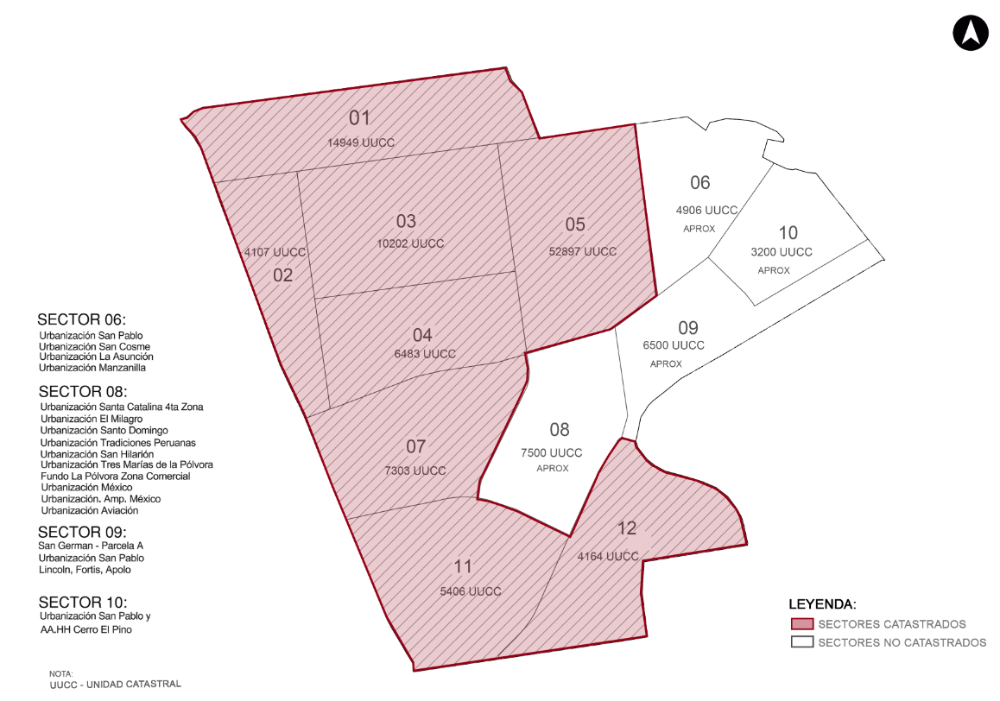 01
14949 UUCC
06
4906 UUCC
APROX
03
10202 UUCC
05
52897 UUCC
10
3200 UUCC
APROX
4107 UUCC
02
04
6483 UUCC
09
6500 UUCC
APROX
SECTOR 06:
Urbanización San Pablo
Urbanización San Cosme
Urbanización La Asunción
Urbanización Manzanilla
SECTOR 08:
Urbanización Santa Catalina 4ta Zona
Urbanización El Milagro
Urbanización Santo Domingo
Urbanización Tradiciones Peruanas
Urbanización San Hilarión
Urbanización Tres Marías de la Pólvora
Fundo La Pólvora Zona Comercial
Urbanización México
Urbanización. Amp. México
Urbanización Aviación
07
7303 UUCC
08
7500 UUCC
APROX
SECTOR 09:
San German - Parcela A
Urbanización San Pablo
Lincoln, Fortis, Apolo
12
4164 UUCC
11
5406 UUCC
SECTOR 10:
Urbanización San Pablo y
AA.HH Cerro El Pino
LEYENDA:
SECTORES CATASTRADOS
SECTORES NO CATASTRADOS
NOTA:
UUCC - UNIDAD CATASTRAL